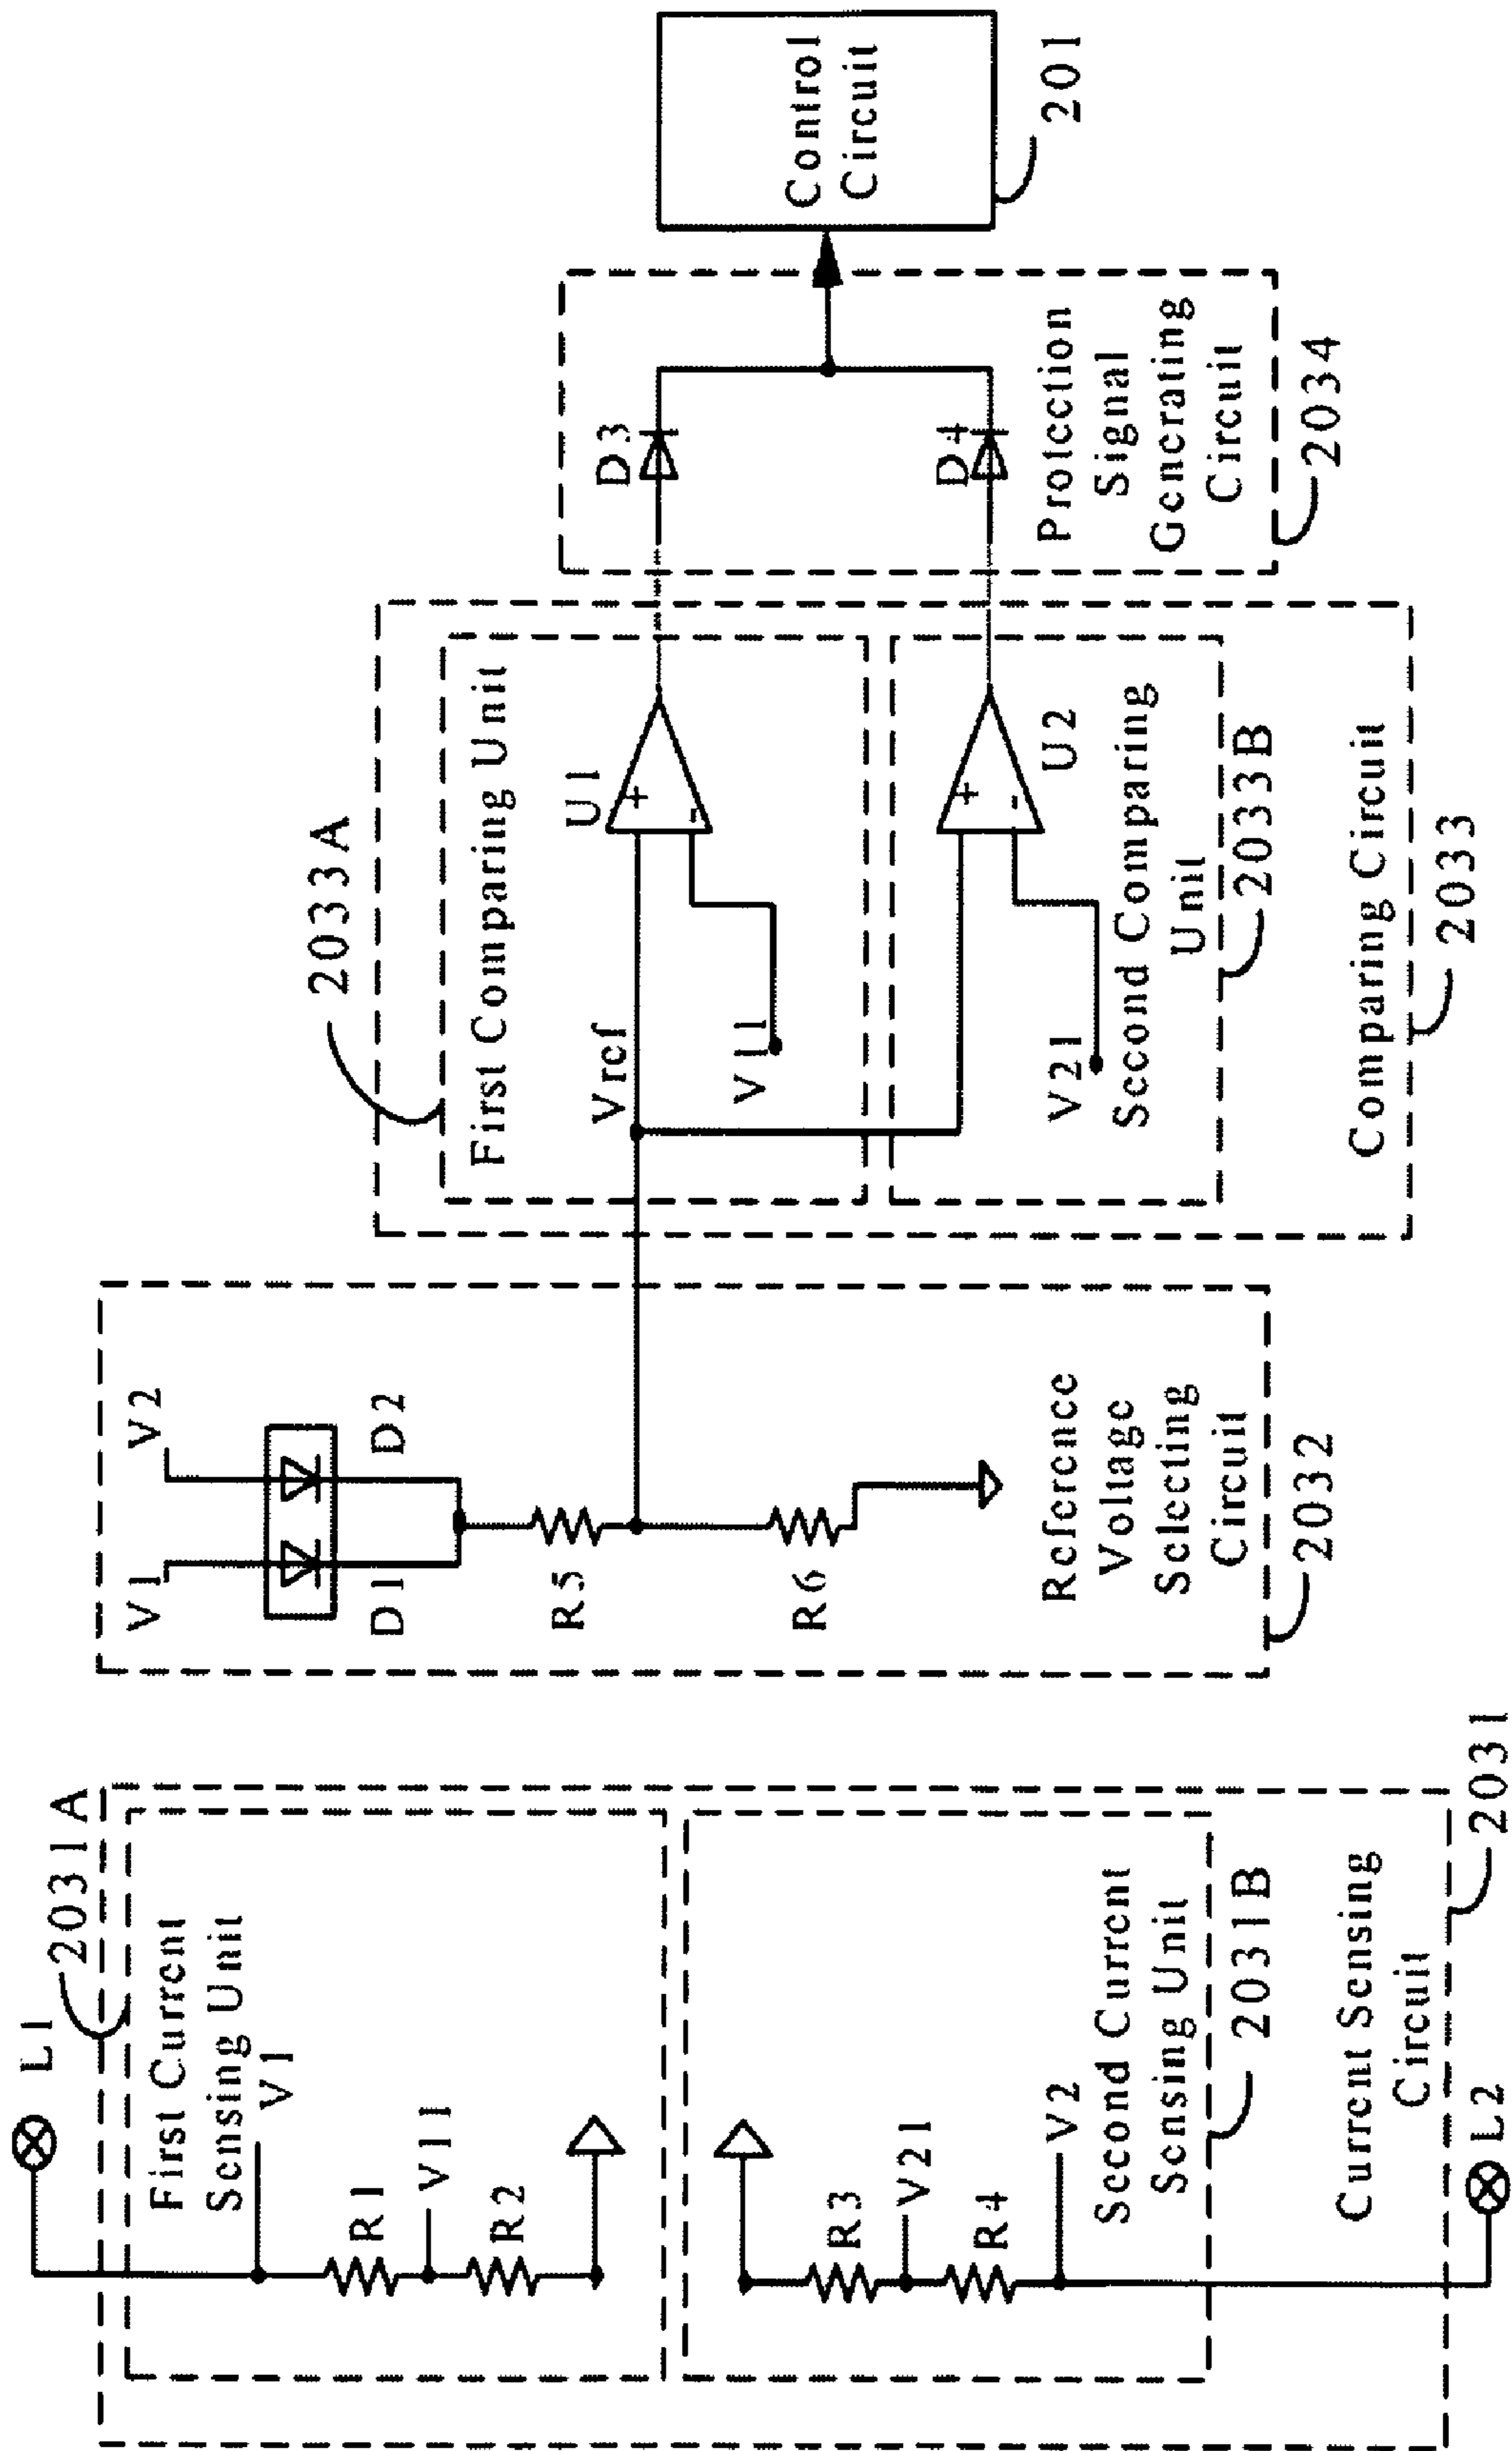 L1
2031A
First Current
Sensing Unit
V1
R1
V11
R2
R3
V21
R4
V2
Second Current
Sensing Unit
2031B
Current Sensing
Circuit
L2
2031
V1
V2
D1
D2
R5
R6
Reference
Voltage
Selecting
Circuit
2032
2033A
First Comparing Unit
Vref
U1
+
-
V11
+
-
U2
V21
Second Comparing
Unit
2033B
Comparing Circuit
2033
D3
D4
Protection
Signal
Generating
Circuit
2034
Control
Circuit
201